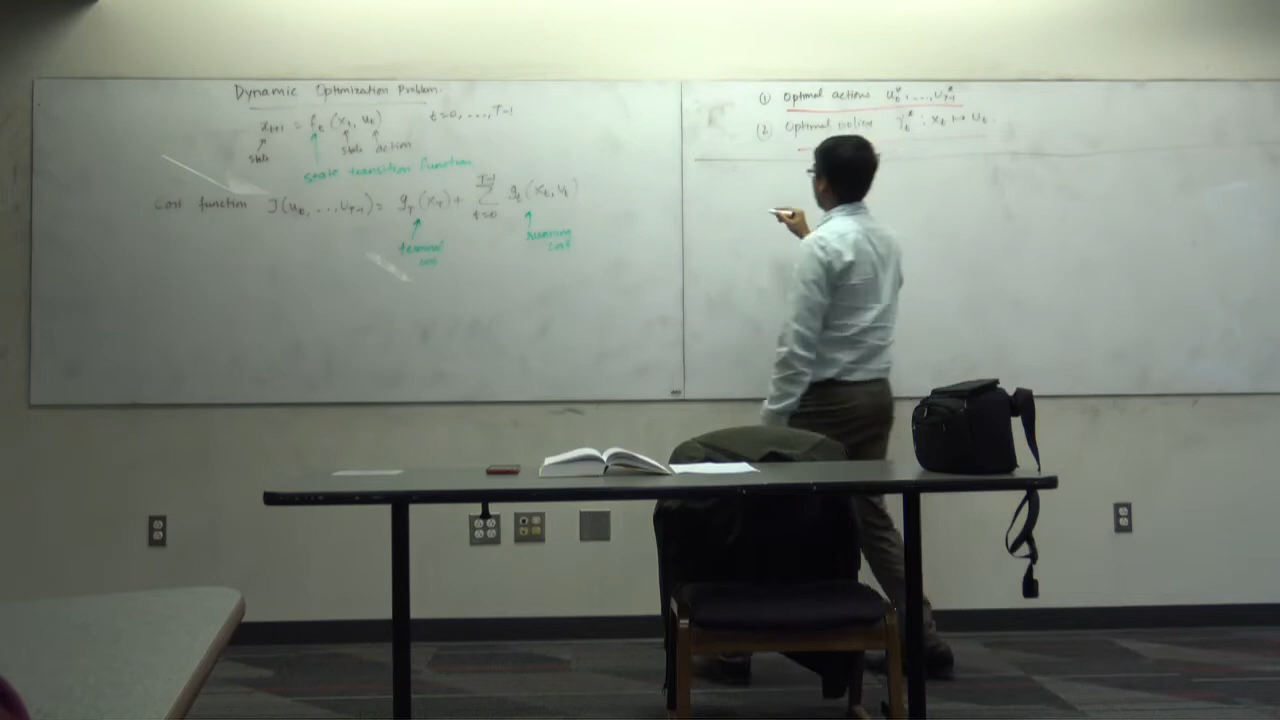 Dynamic Optimization Problem.
x_{t+1} = f_t (x_t, u_t) t=0, ..., T-1
state state action
state transition function
Cost function J(u_0, ..., u_{T-1}) = g_T (x_T) + \sum_{t=0}^{T-1} g_t (x_t, u_t)
terminal cost running cost
① Optimal actions u_0^*, ..., u_{T-1}^*
(2) Optimal policy γ_t^* : x_t ↦ u_t.